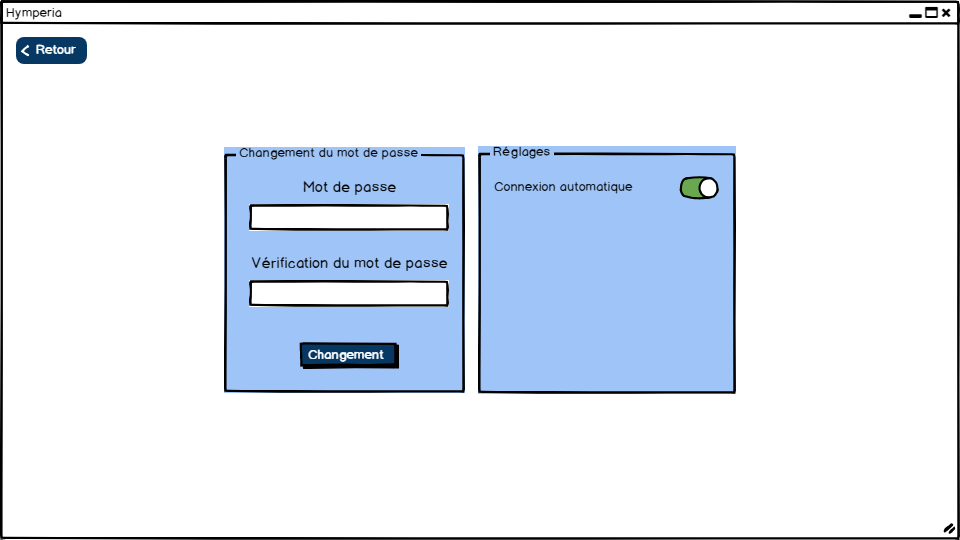 Hymperia
Retour
Changement du mot de passe
Mot de passe
Vérification du mot de passe
Changement
Réglages
Connexion automatique